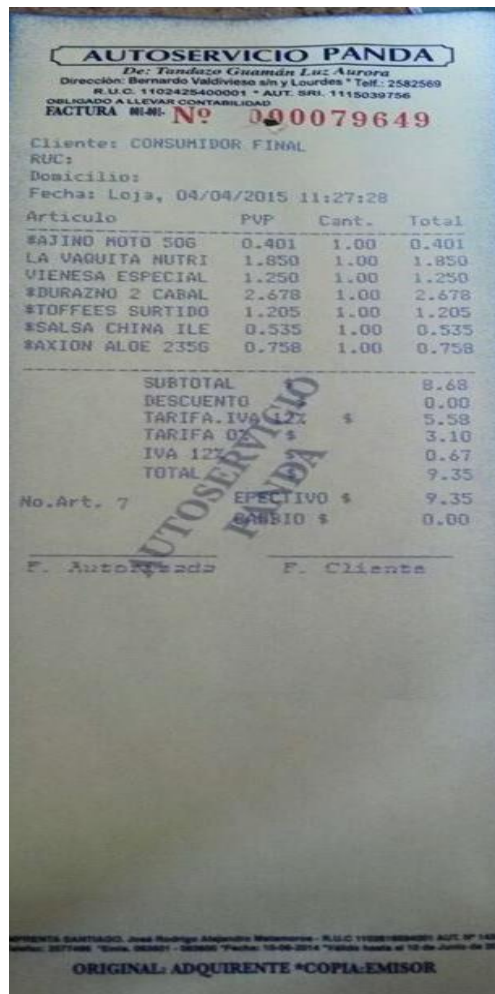 AUTOSERVICIO PANDA
De: Tandazo Guamán Luz Aurora
Dirección: Bernardo Valdivieso s/n y Lourdes * Telf.: 2582569
R.U.C. 1102425400001 * AUT. SRI. 1115039756
OBLIGADO A LLEVAR CONTABILIDAD
FACTURA 001-001- Nº 000079649
Cliente: CONSUMIDOR FINAL
RUC:
Domicilio:
Fecha: Loja, 04/04/2015 11:27:28
Articulo PVP Cant. Total
*AJINO MOTO 50G 0.401 1.00 0.401
LA VAQUITA NUTRI 1.850 1.00 1.850
VIENESA ESPECIAL 1.250 1.00 1.250
*DURAZNO 2 CABAL 2.678 1.00 2.678
*TOFFEES SURTIDO 1.205 1.00 1.205
*SALSA CHINA ILE 0.535 1.00 0.535
*AXION ALOE 235G 0.758 1.00 0.758
SUBTOTAL $ 8.68
DESCUENTO $ 0.00
TARIFA.IVA 12% $ 5.58
TARIFA 0% $ 3.10
IVA 12% $ 0.67
TOTAL $ 9.35
No.Art. 7 EFECTIVO $ 9.35
CAMBIO $ 0.00
AUTOSERVICIO
PANDA
F. Autorizada F. Cliente
ORIGINAL: ADQUIRENTE *COPIA:EMISOR